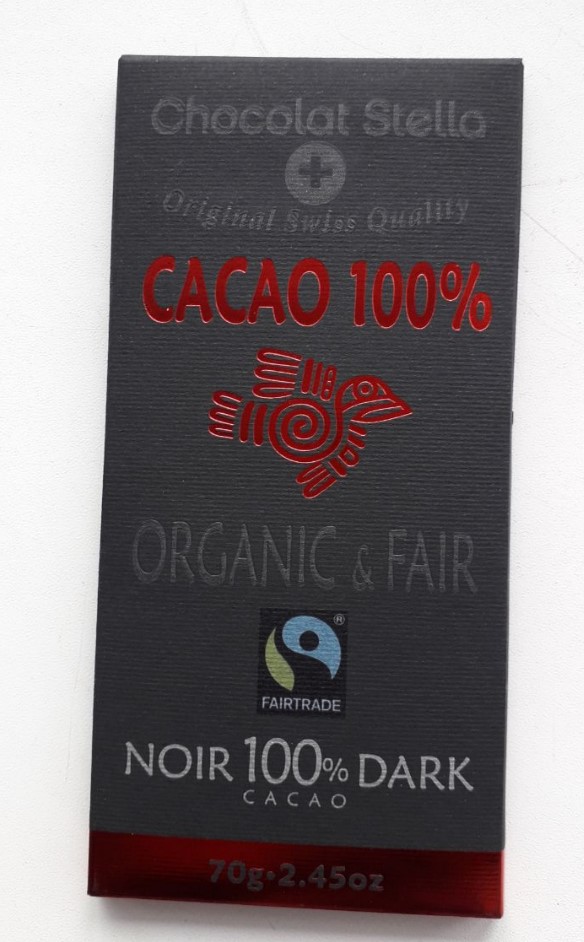 Chocolat Stella
Original Swiss Quality
CACAO 100%
ORGANIC & FAIR
®
FAIRTRADE
NOIR 100% DARK
CACAO
70g•2.45oz